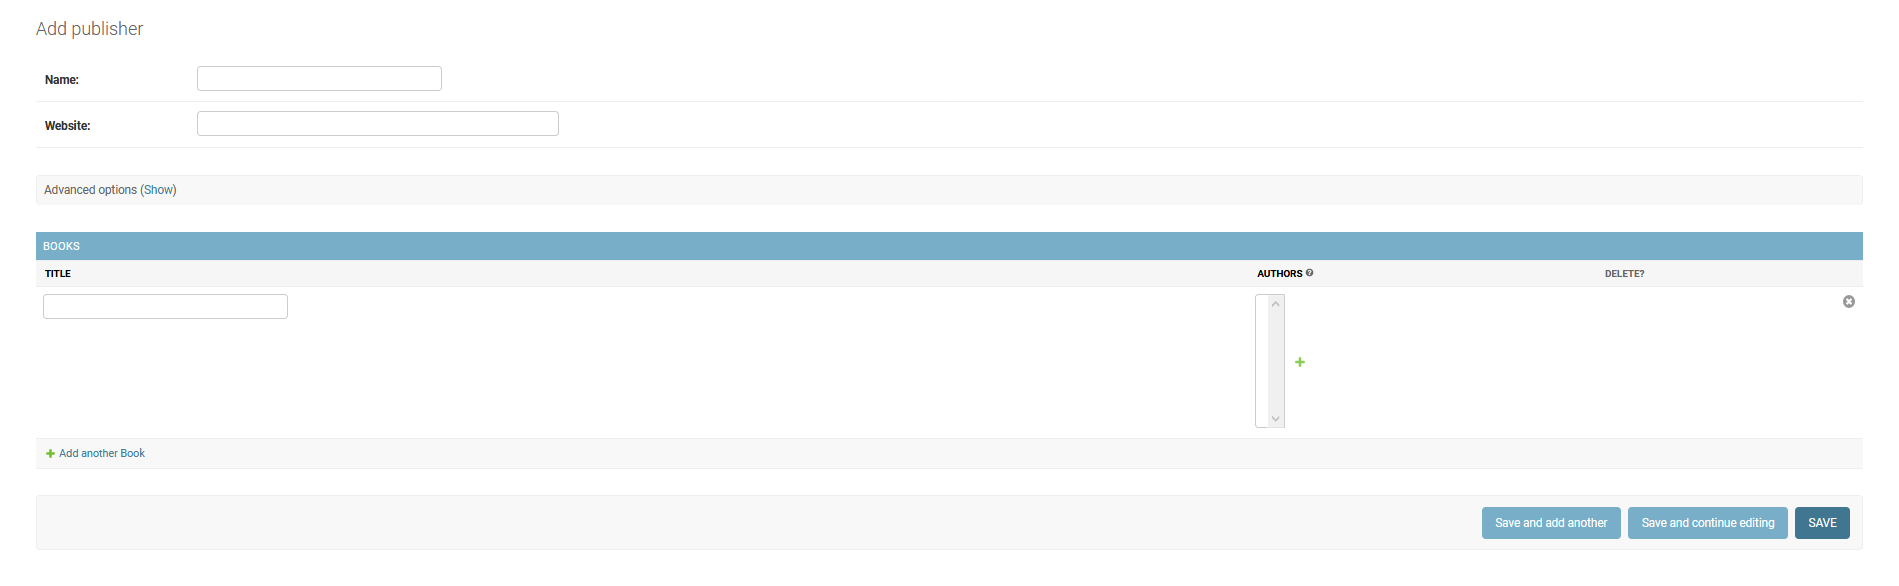 Add publisher
Name:
Website:
Advanced options (Show)
BOOKS
TITLE AUTHORS DELETE?
Add another Book
Save and add another Save and continue editing SAVE